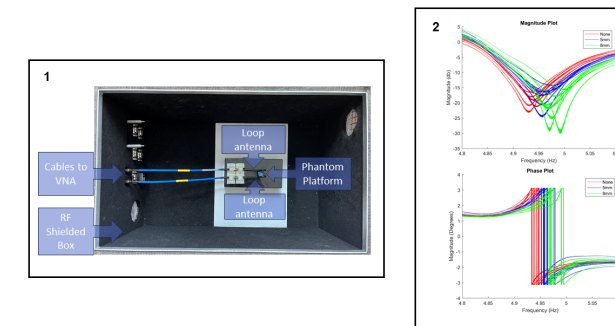 1
Loop
antenna
Cables to
VNA
Phantom
Platform
Loop
antenna
RF
Shielded
Box
2
Magnitude Plot
None
5mm
8mm
Magnitude (dB)
5
0
-5
-10
-15
-20
-25
-30
-35
4.8
4.85
4.9
4.95
5
5.05
Frequency (Hz)
Phase Plot
None
5mm
8mm
Magnitude (Degrees)
4
3
2
1
0
-1
-2
-3
-4
4.8
4.85
4.9
4.95
5
5.05
Frequency (Hz)